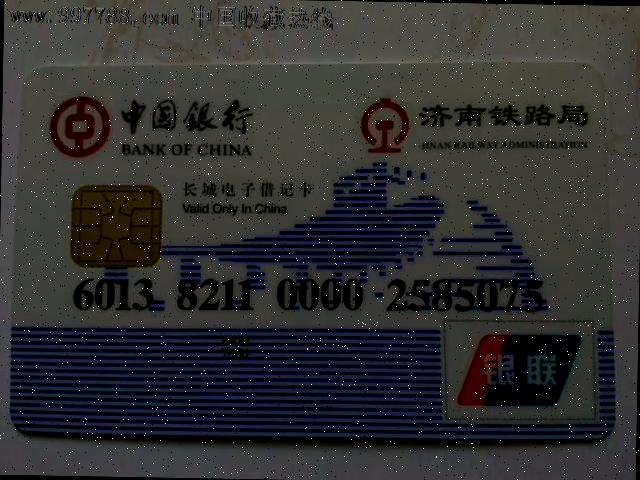 www.997788.com 中国收藏热线
中国银行
BANK OF CHINA
济南铁路局
JINAN RAILWAY ADMINISTRATION
长城电子借记卡
Valid Only In China
6013 8211 0000 2585075
银联